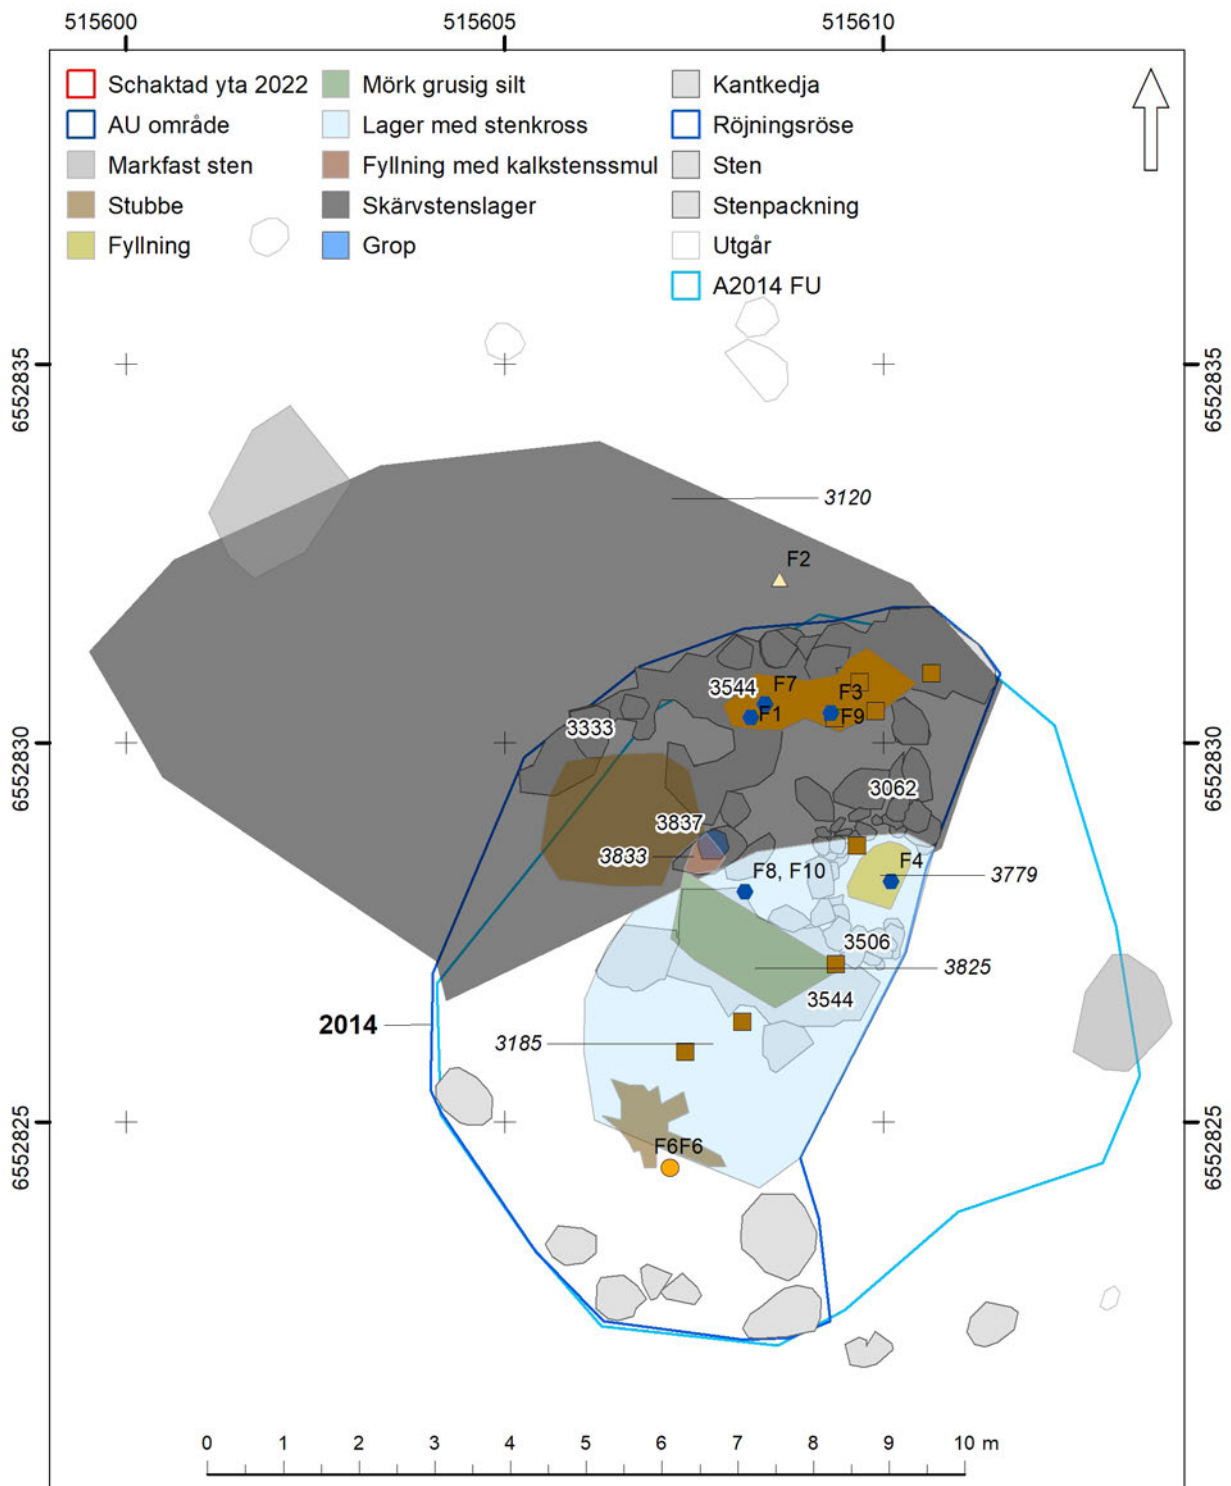 515600 515605 515610
Schaktad yta 2022 Mörk grusig silt Kantkedja
AU område Lager med stenkross Röjningsröse
Markfast sten Fyllning med kalkstenssmul Sten
Stubbe Skärvstenslager Stenpackning
Fyllning Grop Utgår
A2014 FU
6552835 6552835
3120
F2
3544 F7 F3
F1 F9
3333
6552830 6552830
3062
3837
3833
F8, F10 F4
3779
3506
3825
3544
2014
3185
6552825 6552825
F6F6
0 1 2 3 4 5 6 7 8 9 10 m